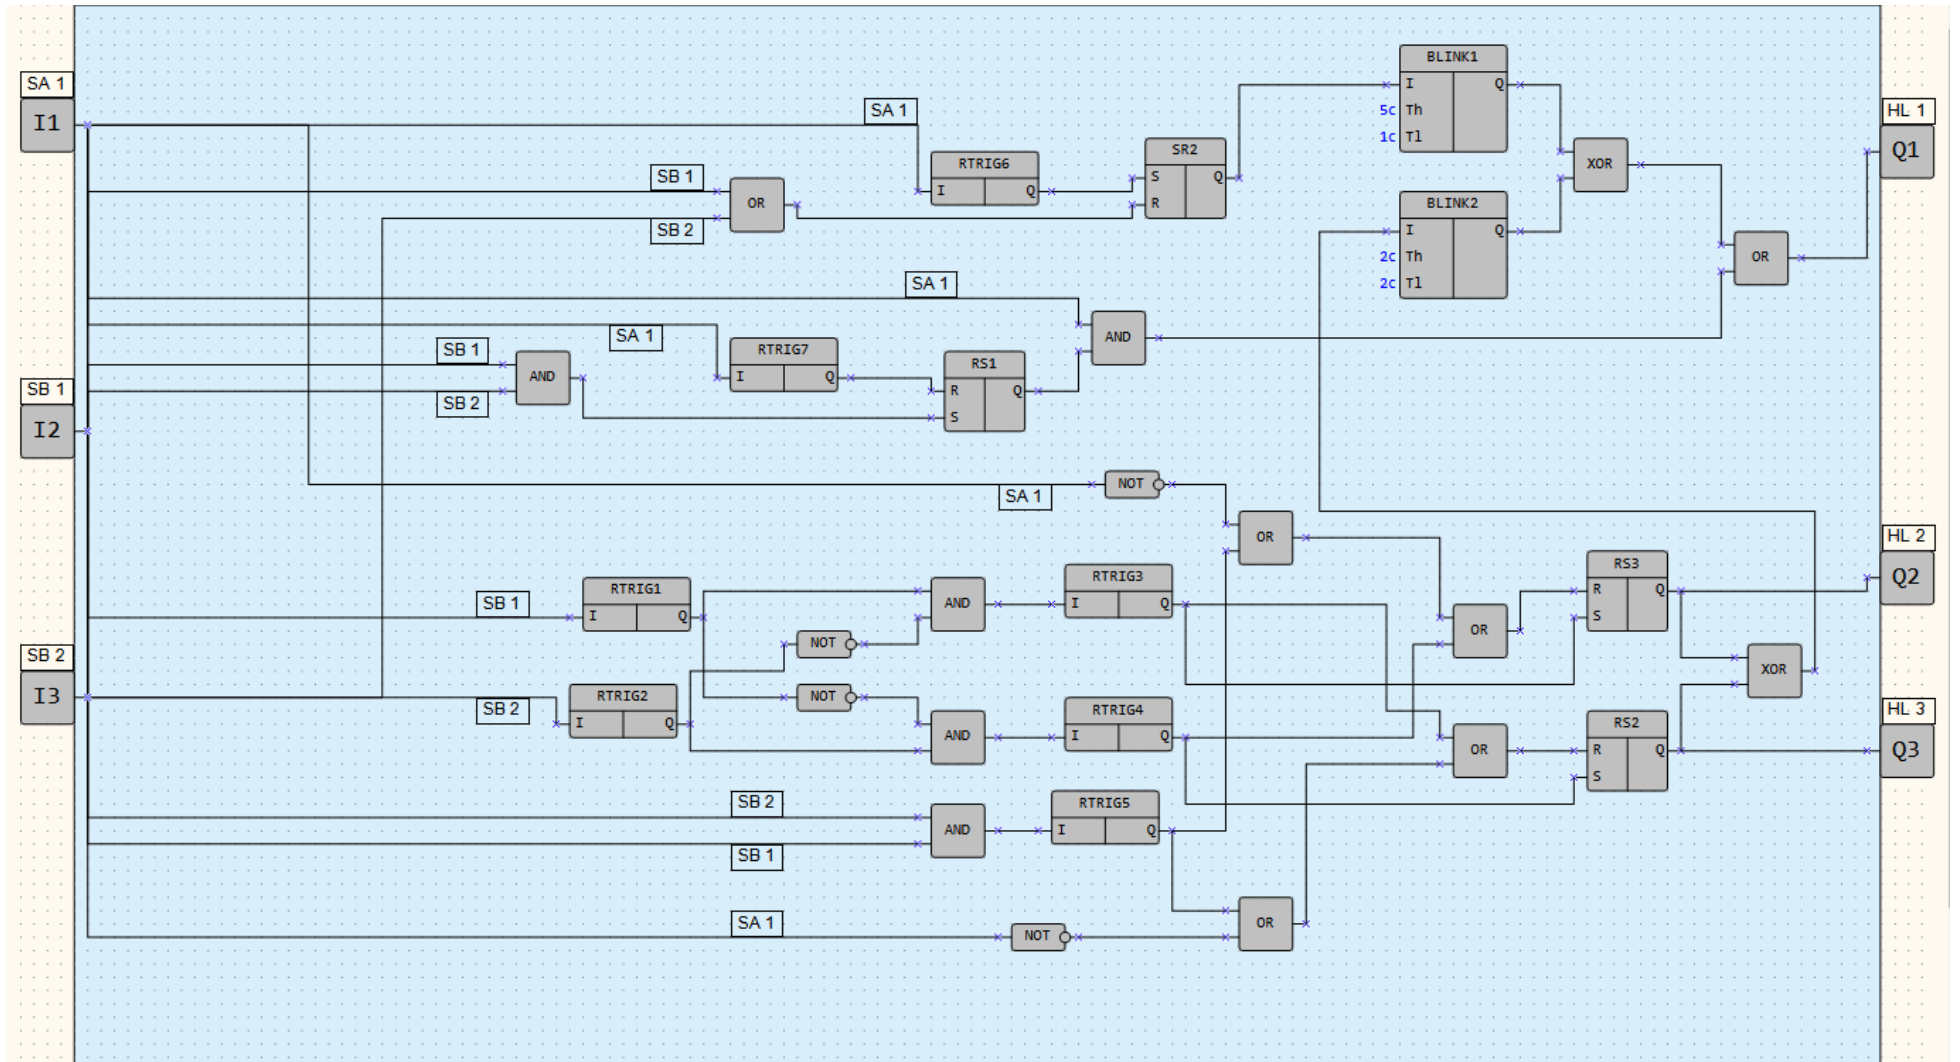 BLINK1
SA 1
I1
SA 1
I Q
5c Th
1c Tl
HL 1
Q1
SR2
S Q
R
RTRIG6
I Q
XOR
SB 1
OR
SB 2
BLINK2
I Q
2c Th
2c Tl
OR
SA 1
AND
SA 1
RTRIG7
I Q
SB 1
AND
SB 2
RS1
R Q
S
SB 1
I2
SA 1
NOT
OR
HL 2
Q2
RS3
R Q
S
RTRIG3
I Q
AND
SB 1
RTRIG1
I Q
NOT
OR
SB 2
I3
XOR
SB 2
RTRIG2
I Q
NOT
AND
RTRIG4
I Q
OR
RS2
R Q
S
HL 3
Q3
SB 2
AND
SB 1
RTRIG5
I Q
SA 1
NOT
OR